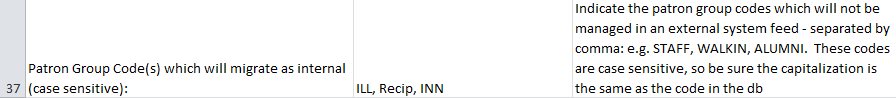 Indicate the patron group codes which will not be
managed in an external system feed - separated by
comma: e.g. STAFF, WALKIN, ALUMNI.  These codes
Patron Group Code(s) which will migrate as internal
are case sensitive, so be sure the capitalization is
37 (case sensitive):
ILL, Recip, INN
the same as the code in the db